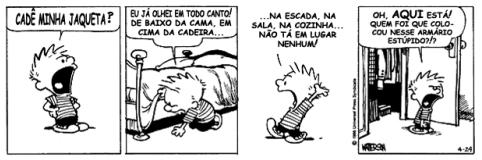 CADÊ MINHA JAQUETA?
EU JÁ OLHEI EM TODO CANTO!
DE BAIXO DA CAMA, EM
CIMA DA CADEIRA...
...NA ESCADA, NA
SALA, NA COZINHA...
NÃO TÁ EM LUGAR
NENHUM!
OH, AQUI ESTÁ!
QUEM FOI QUE COLO-
COU NESSE ARMÁRIO
ESTÚPIDO?!?
© 1986 Universal Press Syndicate
WATTERSON
4-24